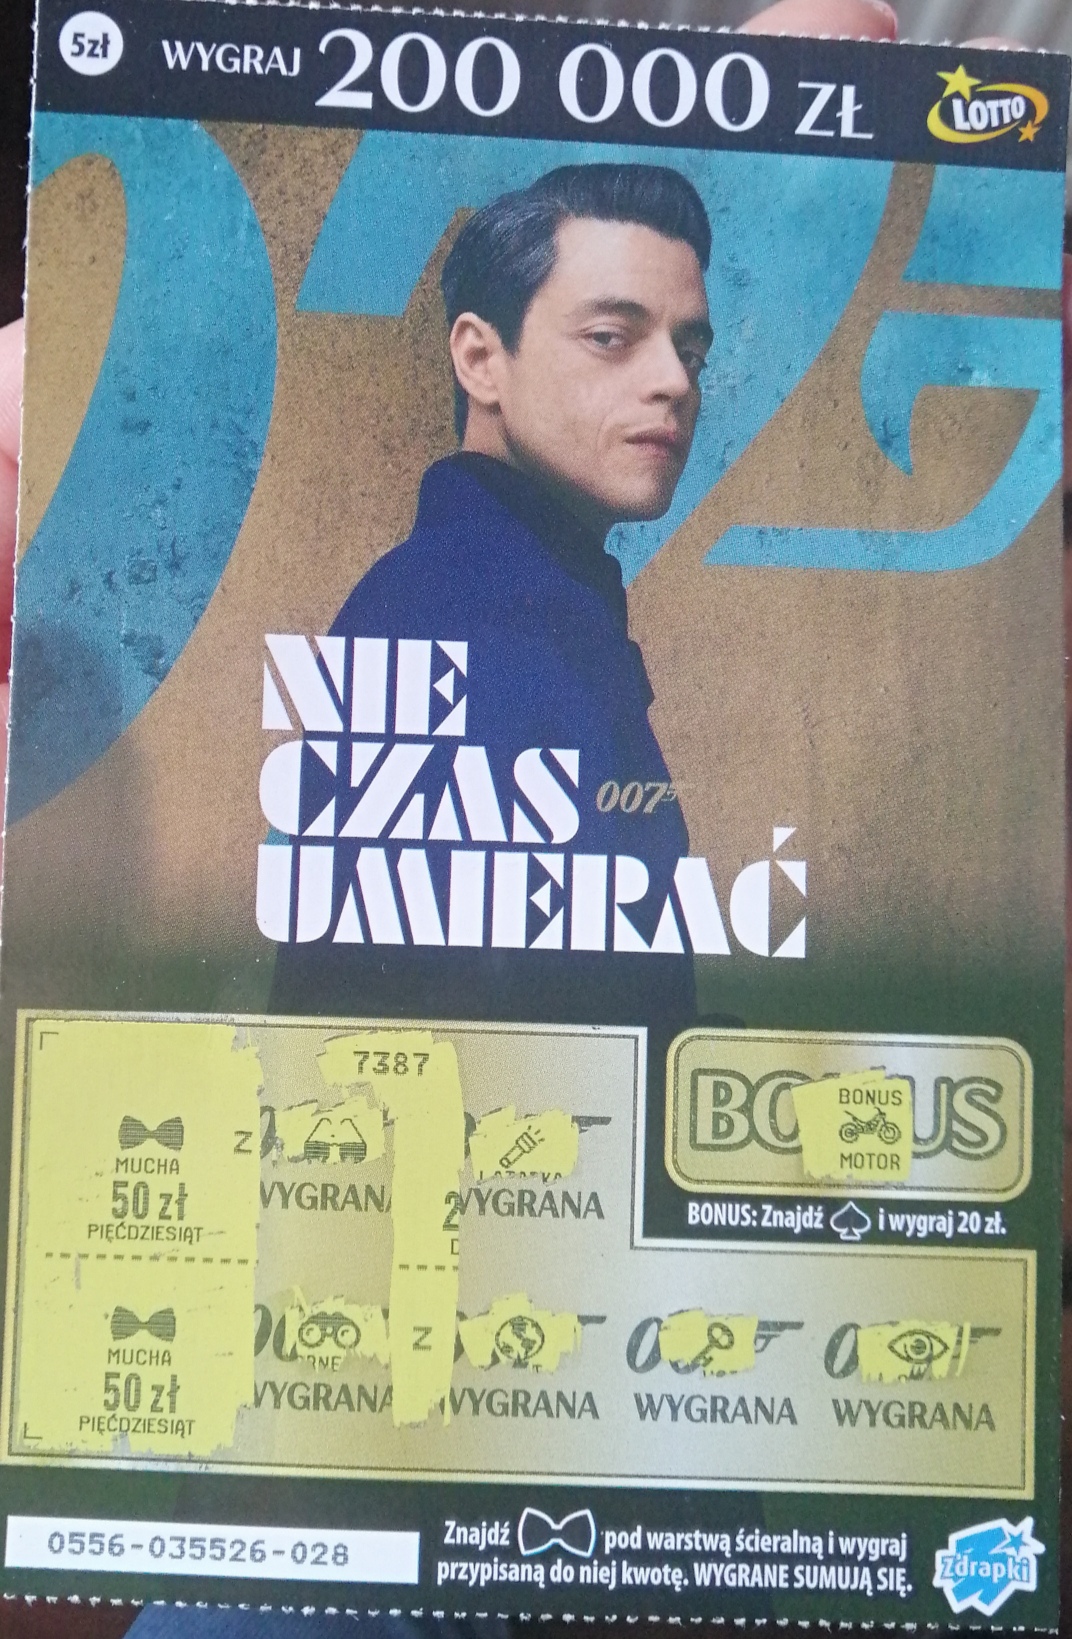 5zł WYGRAJ 200 000 ZŁ LOTTO
NIE
CZAS 007
UMIERAĆ
7387
BONUS
BONUS
MOTOR
MUCHA Z
50 zł WYGRANA 2 WYGRANA
PIĘĆDZIESIĄT D
BONUS: Znajdź i wygraj 20 zł.
Z
MUCHA
50 zł WYGRANA WYGRANA WYGRANA WYGRANA
PIĘĆDZIESIĄT
0556-035526-028
Znajdź pod warstwą ścieralną i wygraj
przypisaną do niej kwotę. WYGRANE SUMUJĄ SIĘ.
Zdrapki